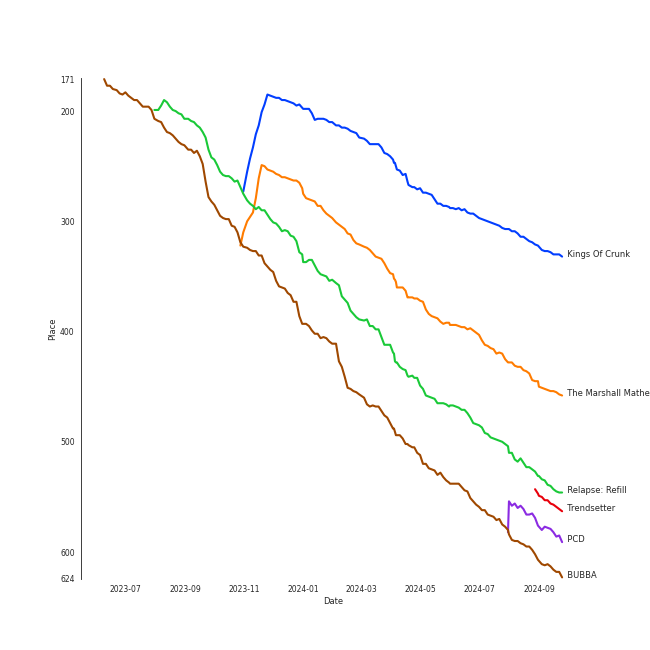 171
200
300
400
500
600
624
Place
2023-07
2023-09
2023-11
2024-01
2024-03
2024-05
2024-07
2024-09
Date
Kings Of Crunk
The Marshall Mathe
Relapse: Refill
Trendsetter
PCD
BUBBA